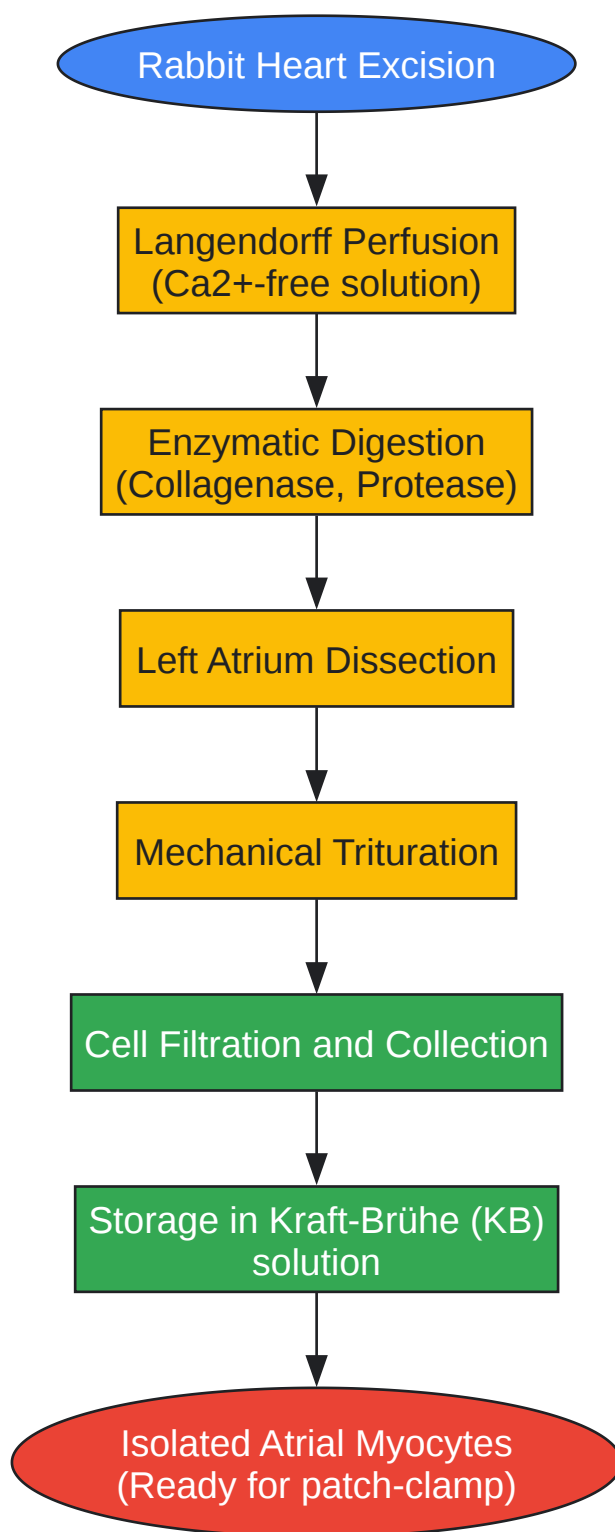 Rabbit Heart Excision
Langendorff Perfusion
(Ca2+-free solution)
Enzymatic Digestion
(Collagenase, Protease)
Left Atrium Dissection
Mechanical Trituration
Cell Filtration and Collection
Storage in Kraft-Brühe (KB)
solution
Isolated Atrial Myocytes
(Ready for patch-clamp)